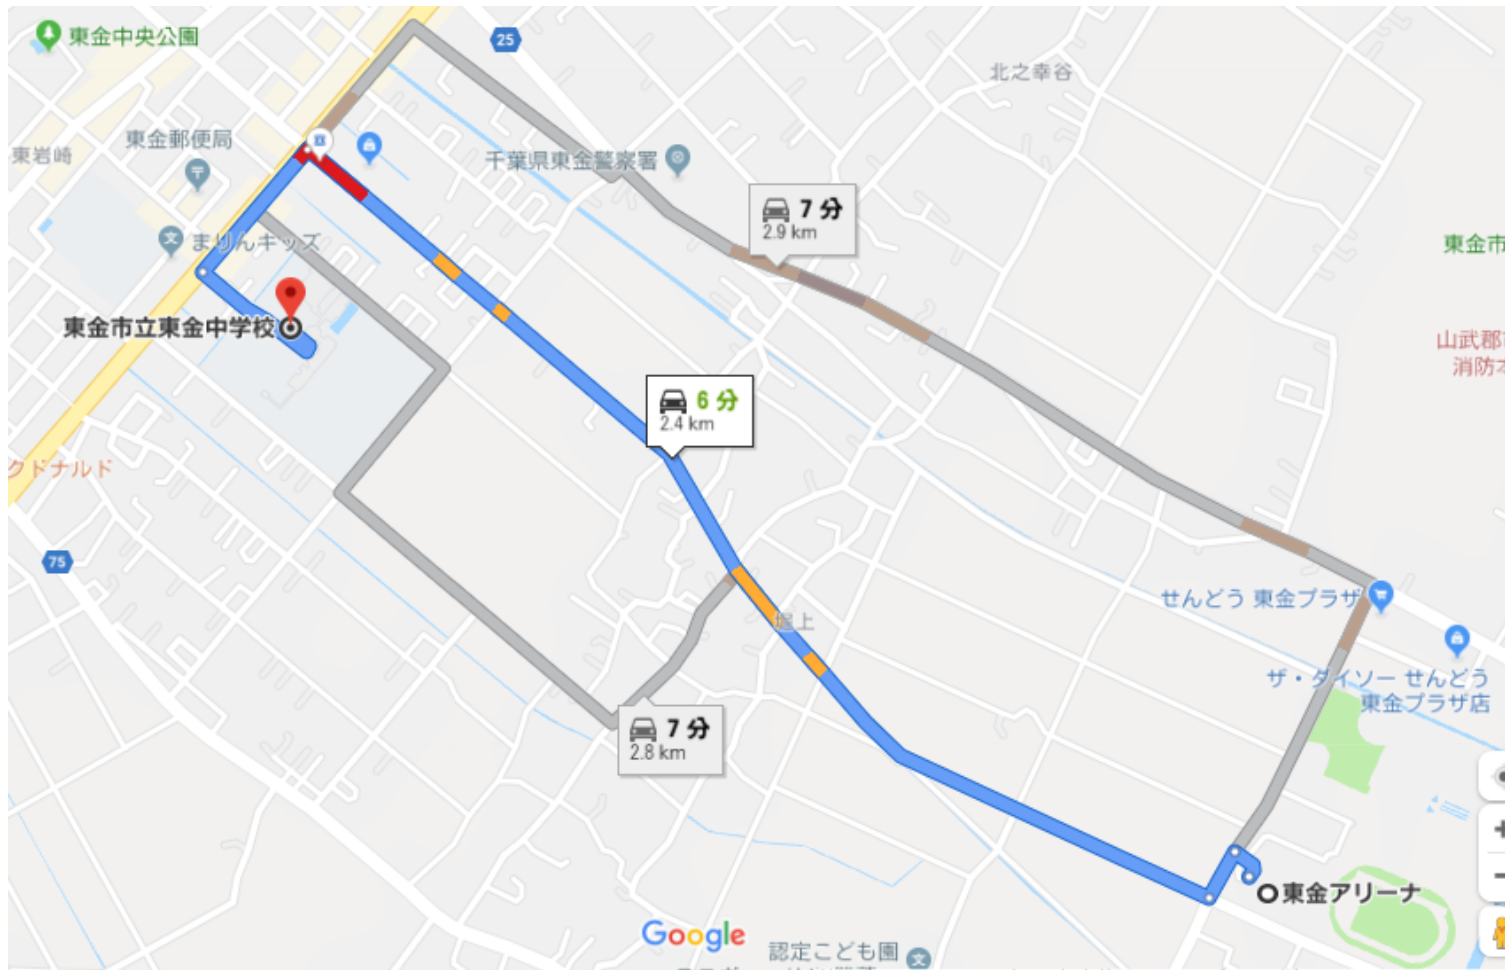 東金中央公園
25
北之幸谷
東金郵便局
東岩崎
千葉県東金警察署
7 分
2.9 km
まりんキッズ
東金市
東金市立東金中学校
山武郡
消防本
6 分
2.4 km
クドナルド
75
せんどう 東金プラザ
堀上
ザ・ダイソー せんどう
東金プラザ店
7 分
2.8 km
東金アリーナ
Google
認定こども園